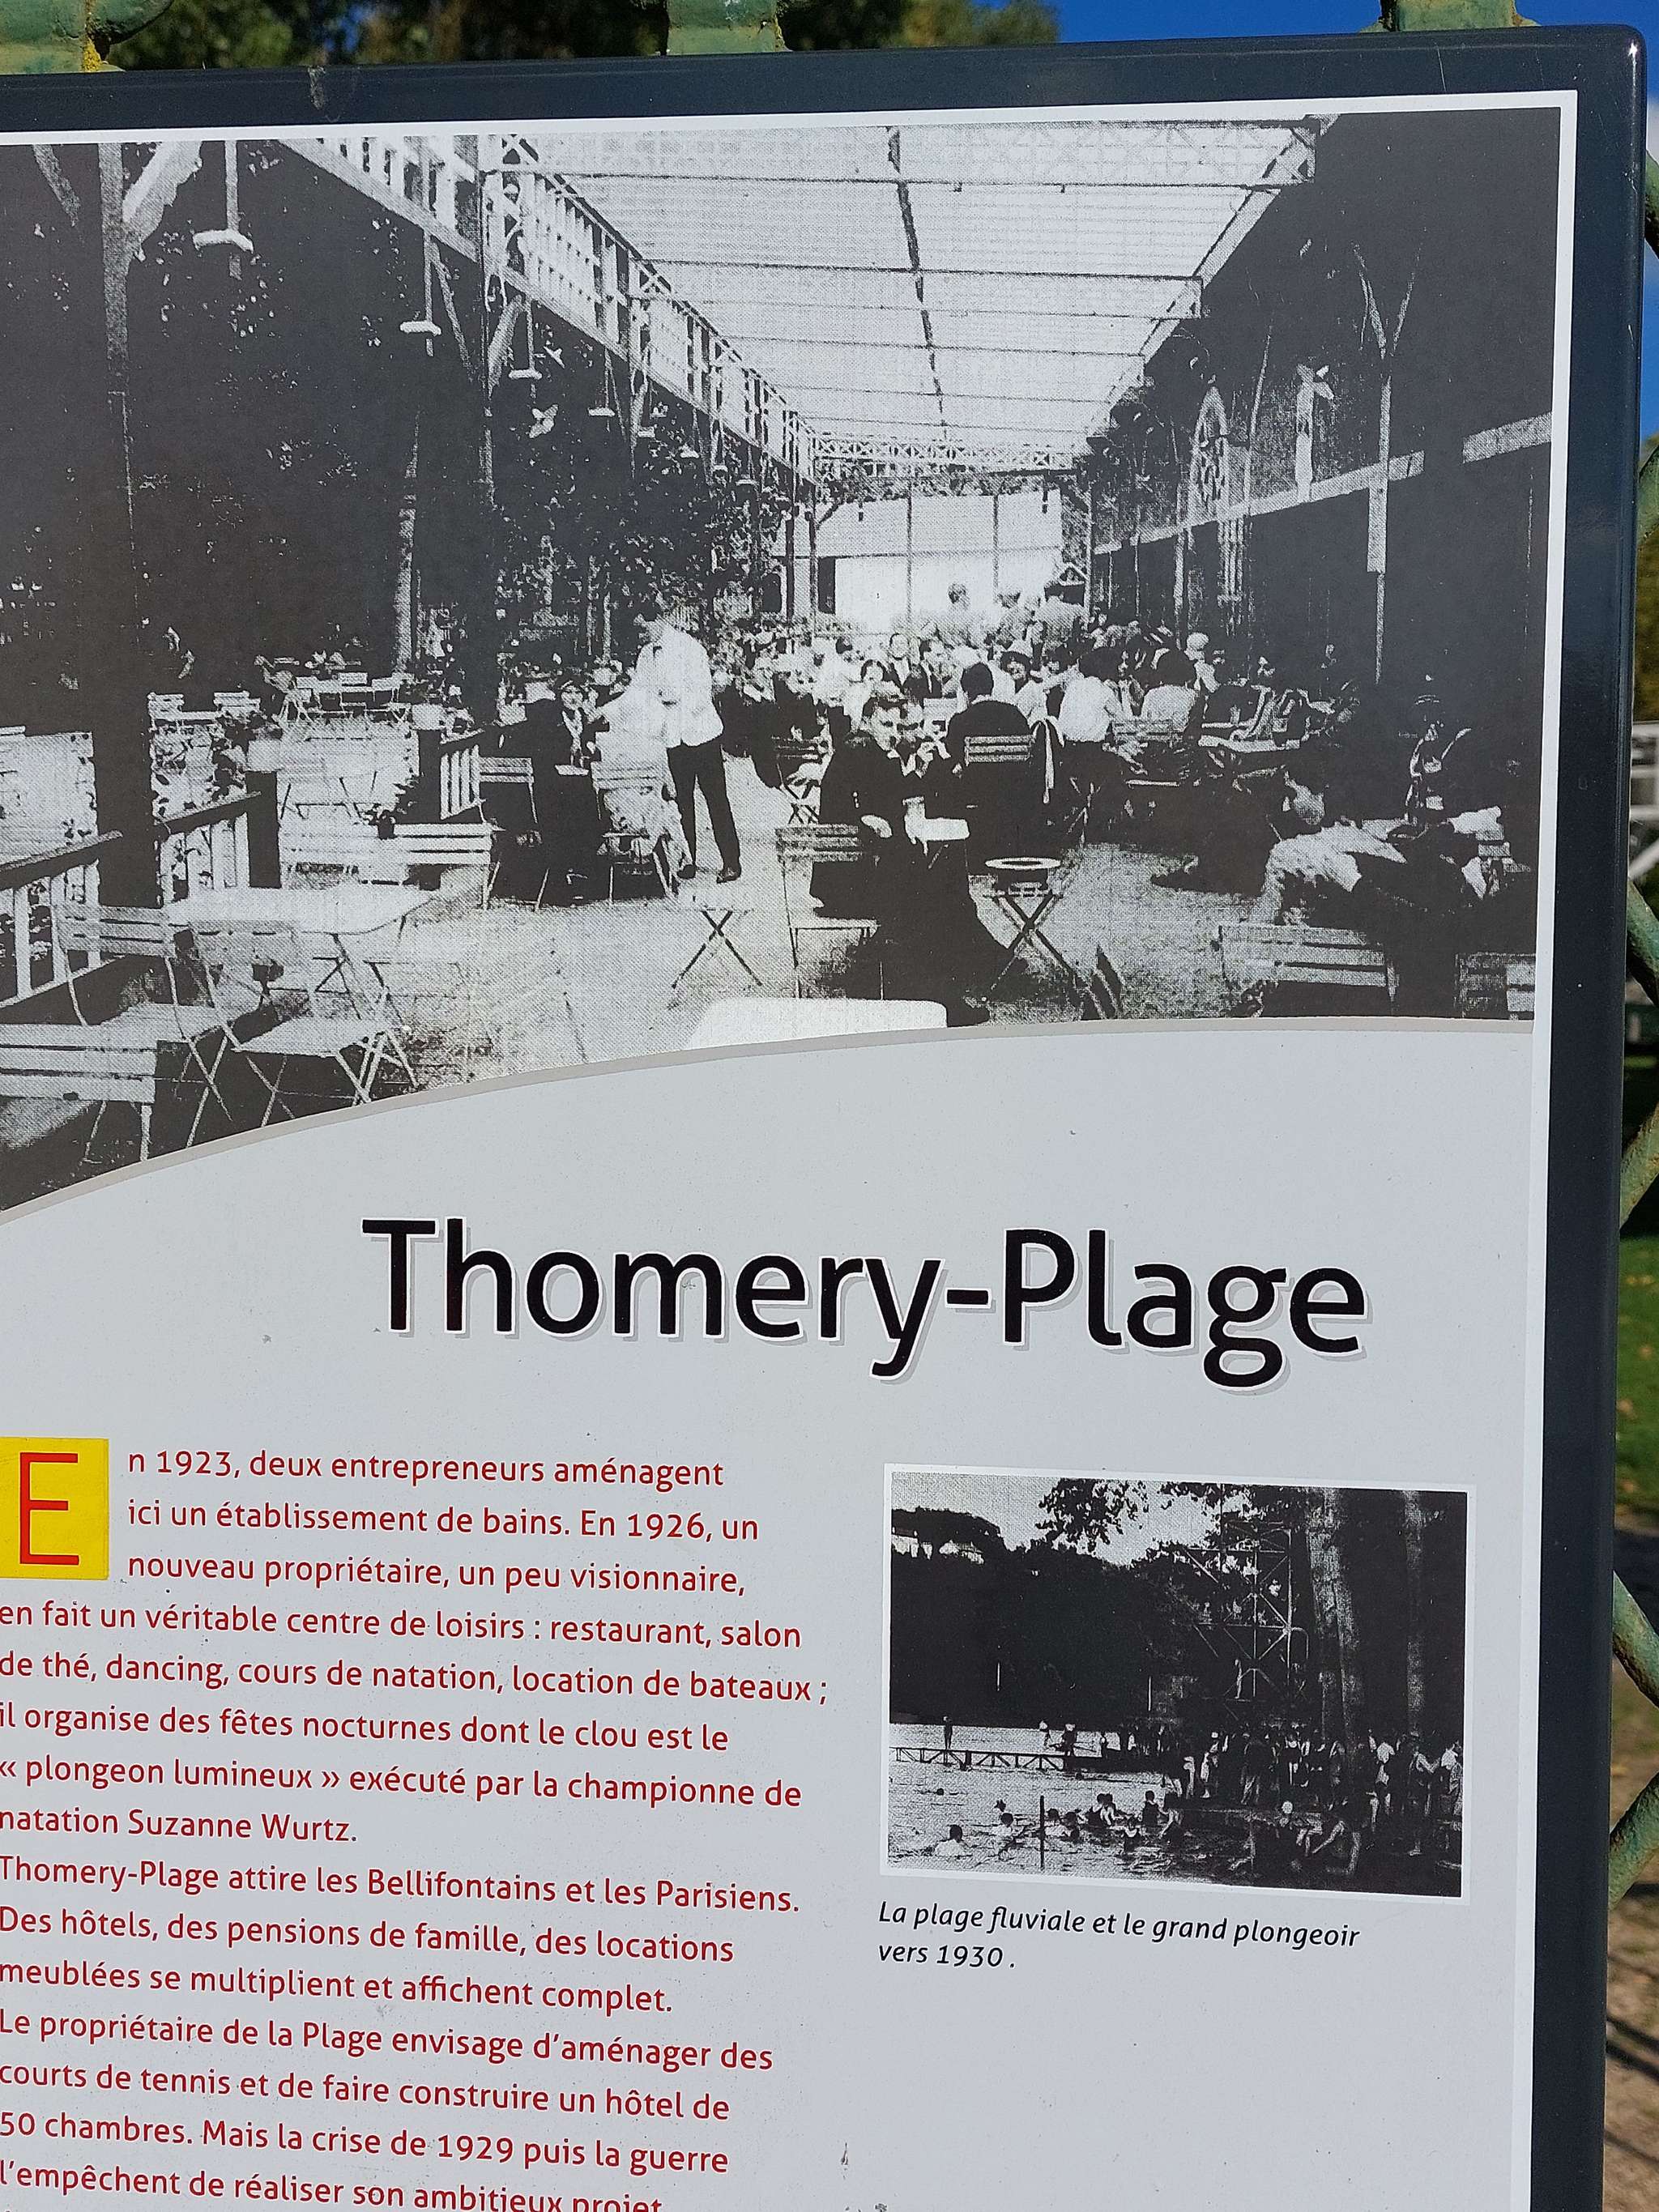 Thomery-Plage
En 1923, deux entrepreneurs aménagent
ici un établissement de bains. En 1926, un
nouveau propriétaire, un peu visionnaire,
en fait un véritable centre de loisirs : restaurant, salon
de thé, dancing, cours de natation, location de bateaux ;
il organise des fêtes nocturnes dont le clou est le
« plongeon lumineux » exécuté par la championne de
natation Suzanne Wurtz.
Thomery-Plage attire les Bellifontains et les Parisiens.
Des hôtels, des pensions de famille, des locations
meublées se multiplient et affichent complet.
Le propriétaire de la Plage envisage d'aménager des
courts de tennis et de faire construire un hôtel de
50 chambres. Mais la crise de 1929 puis la guerre
l'empêchent de réaliser son ambitieux projet
La plage fluviale et le grand plongeoir
vers 1930 .